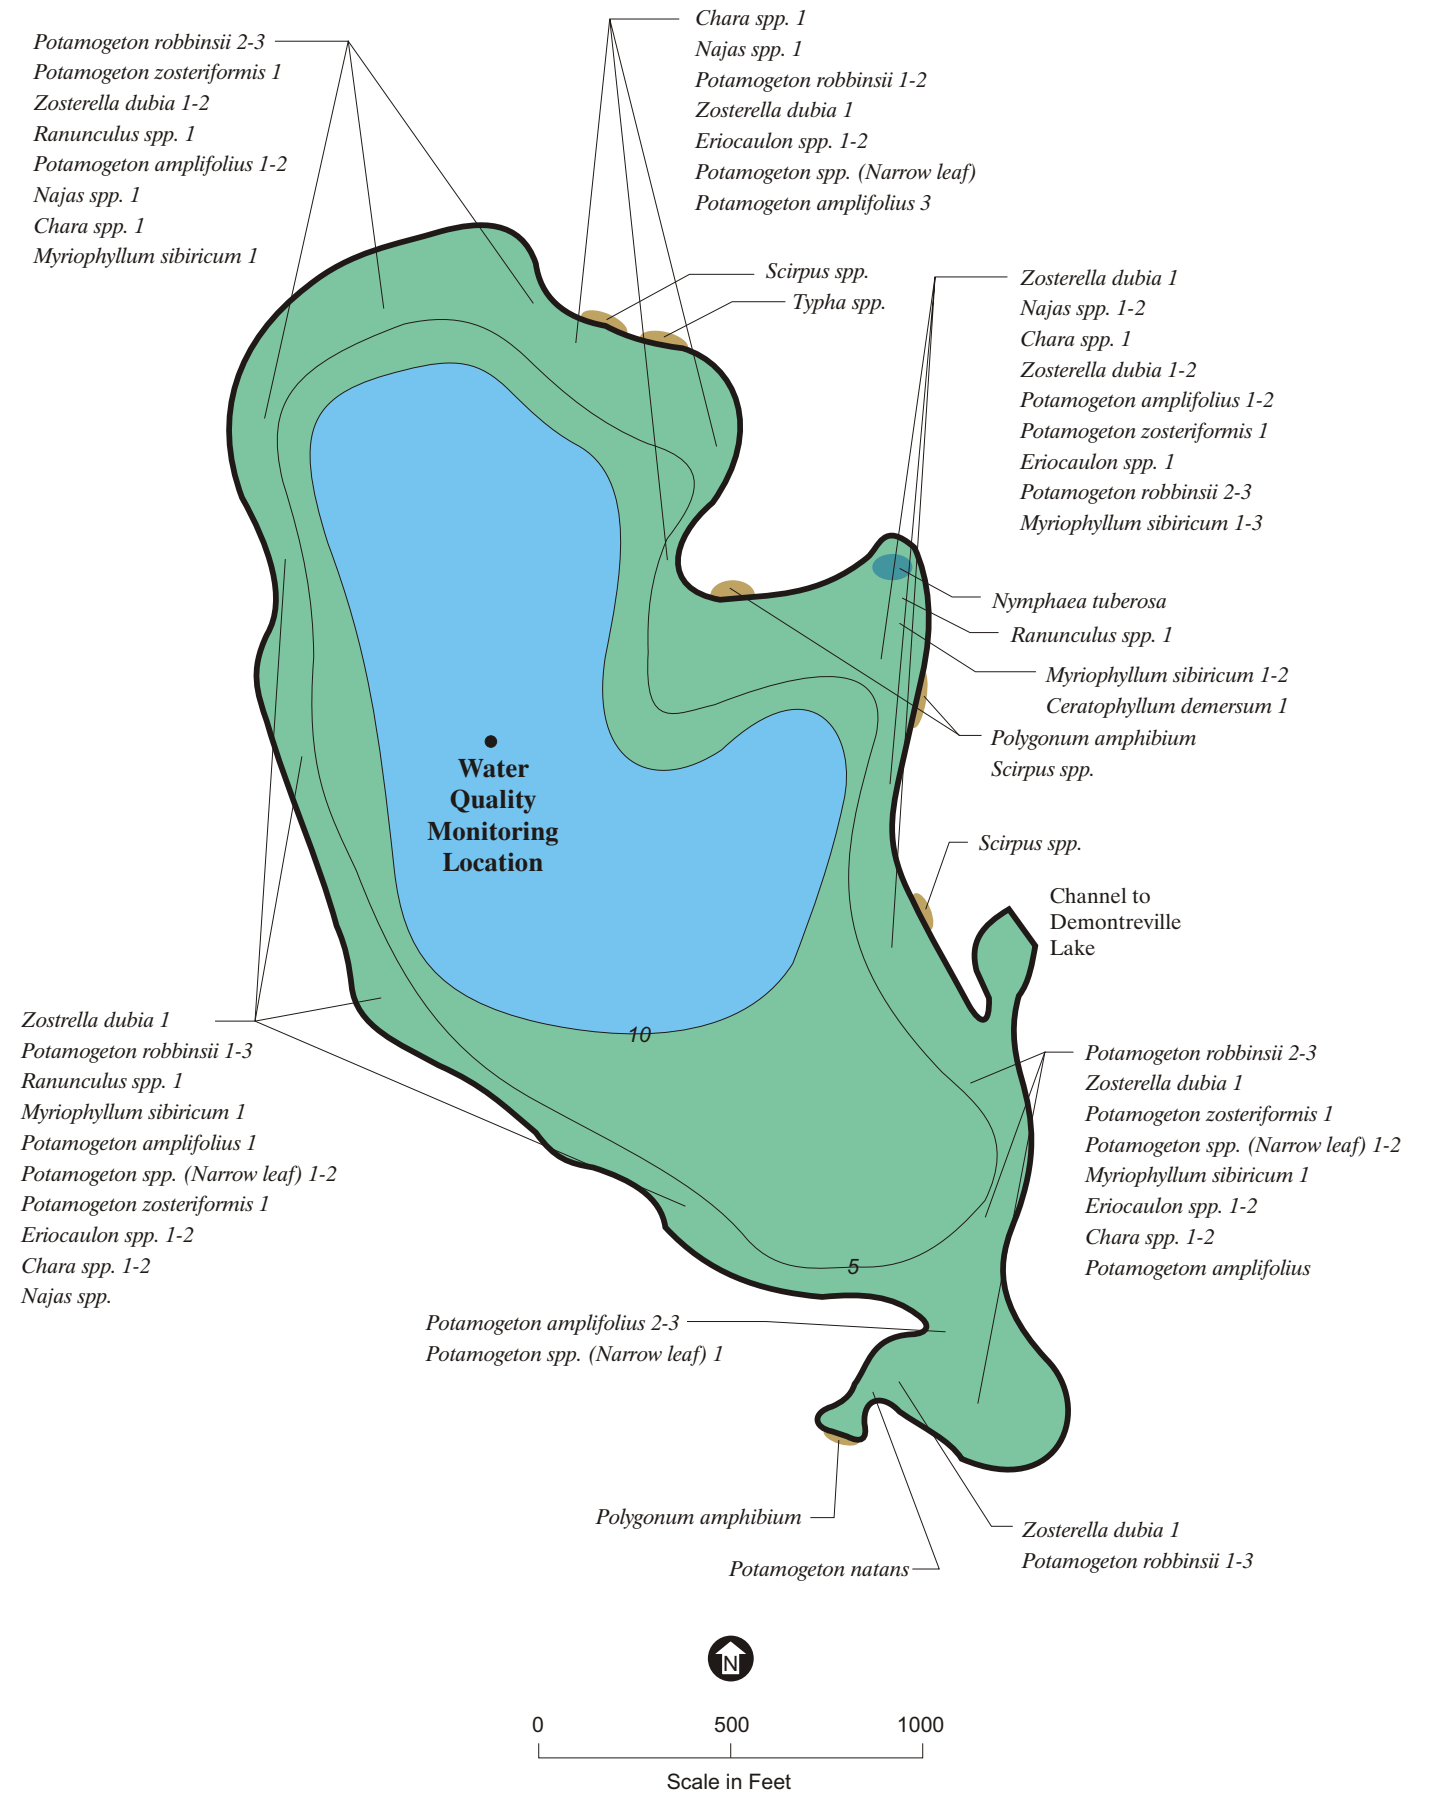 Potamogeton robbinsii 2-3
Potamogeton zosteriformis 1
Zosterella dubia 1-2
Ranunculus spp. 1
Potamogeton amplifolius 1-2
Najas spp. 1
Chara spp. 1
Myriophyllum sibiricum 1
Chara spp. 1
Najas spp. 1
Potamogeton robbinsii 1-2
Zosterella dubia 1
Eriocaulon spp. 1-2
Potamogeton spp. (Narrow leaf)
Potamogeton amplifolius 3
Scirpus spp.
Typha spp.
Zosterella dubia 1
Najas spp. 1-2
Chara spp. 1
Zosterella dubia 1-2
Potamogeton amplifolius 1-2
Potamogeton zosteriformis 1
Eriocaulon spp. 1
Potamogeton robbinsii 2-3
Myriophyllum sibiricum 1-3
Nymphaea tuberosa
Ranunculus spp. 1
Myriophyllum sibiricum 1-2
Ceratophyllum demersum 1
Polygonum amphibium
Scirpus spp.
Water
Quality
Monitoring
Location
Scirpus spp.
Channel to
Demontreville
Lake
10
Zostrella dubia 1
Potamogeton robbinsii 1-3
Ranunculus spp. 1
Myriophyllum sibiricum 1
Potamogeton amplifolius 1
Potamogeton spp. (Narrow leaf) 1-2
Potamogeton zosteriformis 1
Eriocaulon spp. 1-2
Chara spp. 1-2
Najas spp.
Potamogeton robbinsii 2-3
Zosterella dubia 1
Potamogeton zosteriformis 1
Potamogeton spp. (Narrow leaf) 1-2
Myriophyllum sibiricum 1
Eriocaulon spp. 1-2
Chara spp. 1-2
Potamogetom amplifolius
5
Potamogeton amplifolius 2-3
Potamogeton spp. (Narrow leaf) 1
Polygonum amphibium
Potamogeton natans
Zosterella dubia 1
Potamogeton robbinsii 1-3
N
0 500 1000
Scale in Feet